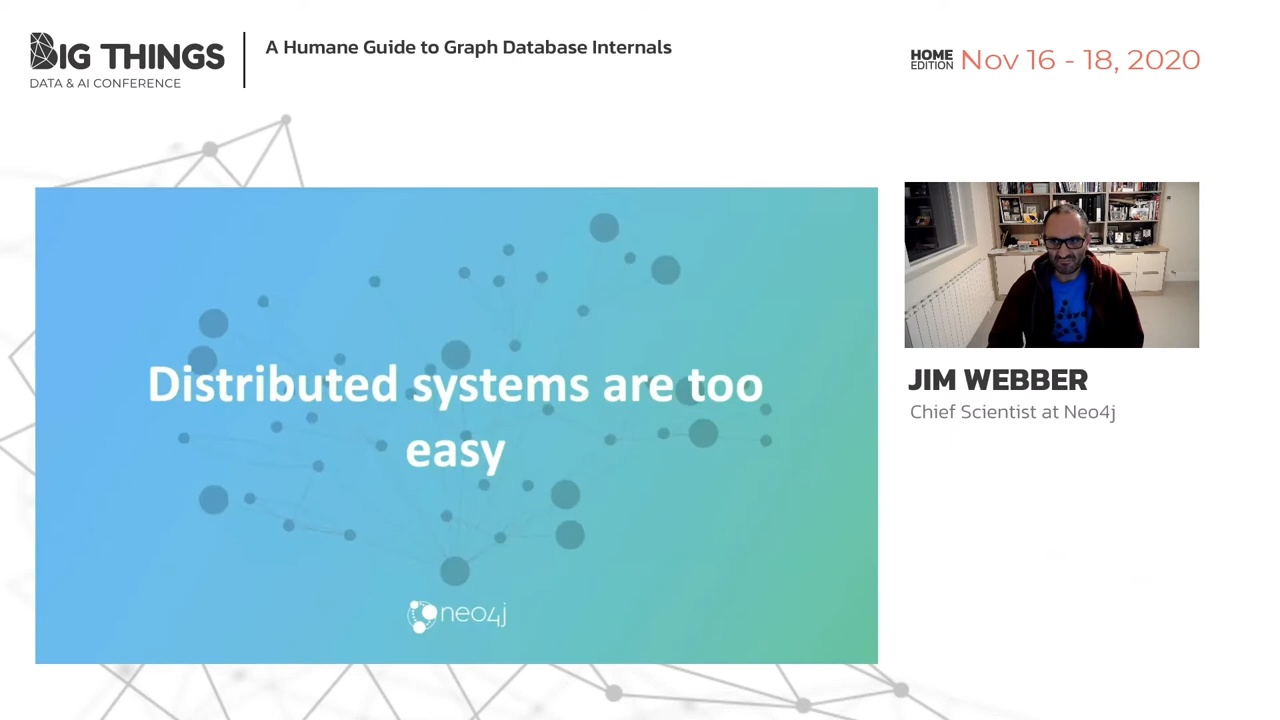 BIG THINGS
DATA & AI CONFERENCE
A Humane Guide to Graph Database Internals
HOME
EDITION
Nov 16 - 18, 2020
Distributed systems are too
easy
neo4j
JIM WEBBER
Chief Scientist at Neo4j